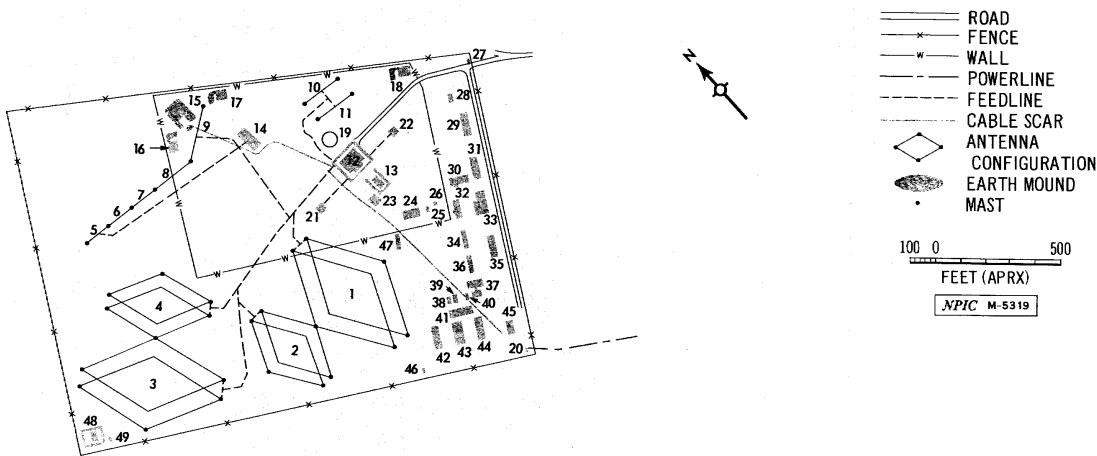 27
ROAD
FENCE
WALL
POWERLINE
FEEDLINE
CABLE SCAR
ANTENNA
CONFIGURATION
EARTH MOUND
MAST
100 0 500
FEET (APRX)
NPIC M-5319
N
W W W
10
18
15 17
11
28
9
19
22
29
14
16
12
31
8
13
30
7
26
32
6
21
23
24
33
5
25
47
34
35
36
1
4
39
37
38
40
41
45
2
42 43 44
20
3
46
48
49